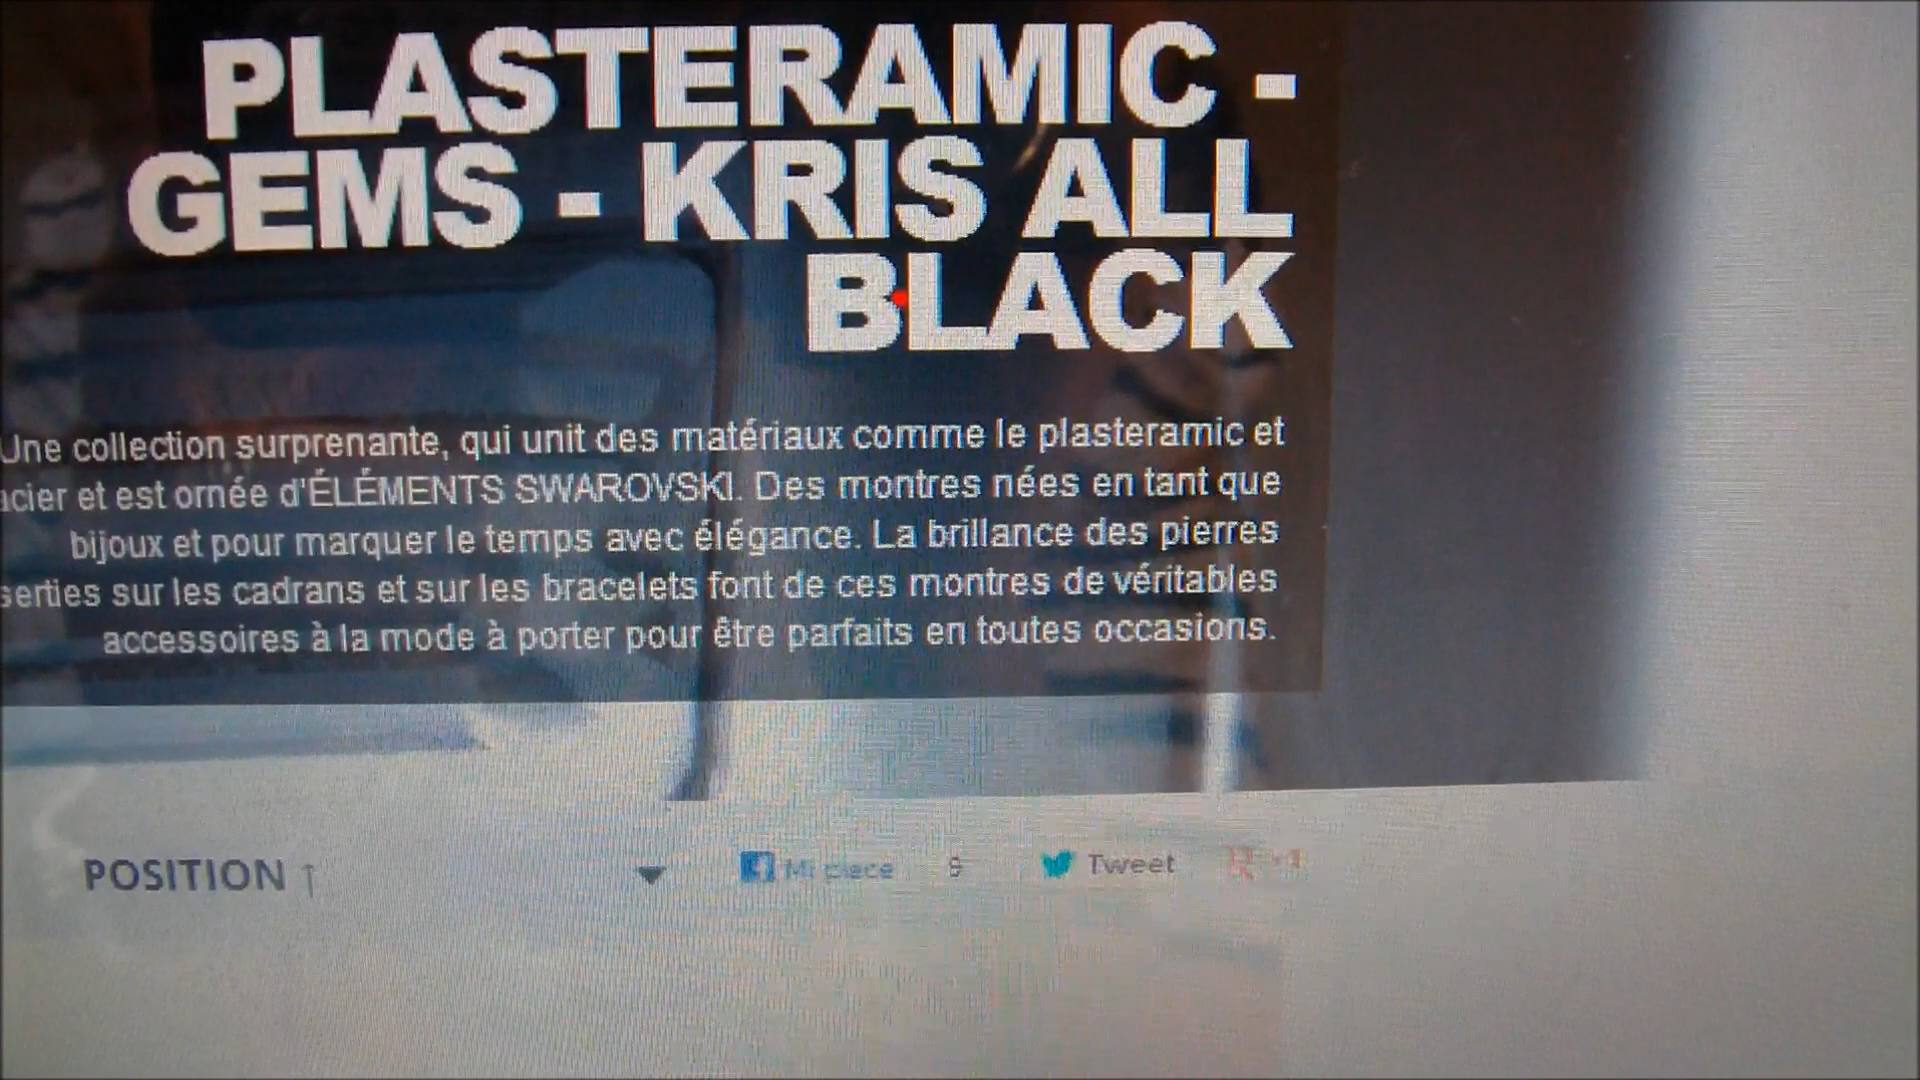 PLASTERAMIC -
GEMS - KRIS ALL
BLACK
Une collection surprenante, qui unit des matériaux comme le plasteramic et
acier et est ornée d'ÉLÉMENTS SWAROVSKI. Des montres nées en tant que
bijoux et pour marquer le temps avec élégance. La brillance des pierres
serties sur les cadrans et sur les bracelets font de ces montres de véritables
accessoires à la mode à porter pour être parfaits en toutes occasions.
POSITION ↑
Mi piace
Tweet